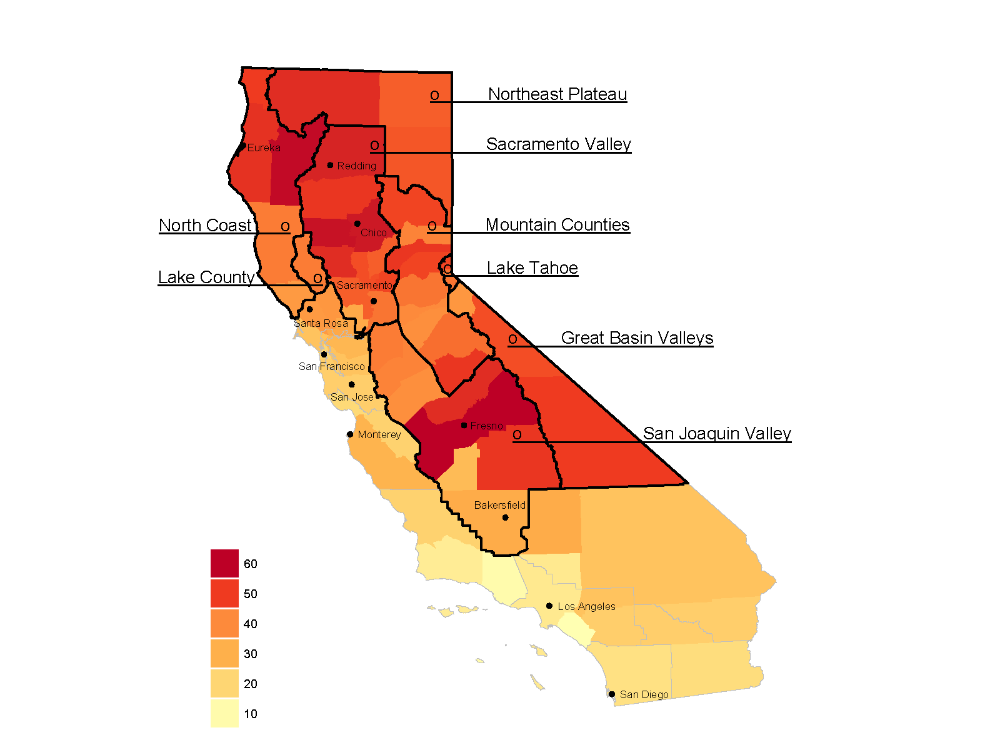 Northeast Plateau
Sacramento Valley
Eureka
Redding
North Coast
Mountain Counties
Chico
Lake County
Lake Tahoe
Sacramento
Santa Rosa
Great Basin Valleys
San Francisco
San Jose
Fresno
San Joaquin Valley
Monterey
Bakersfield
60
50
40
30
20
10
Los Angeles
San Diego